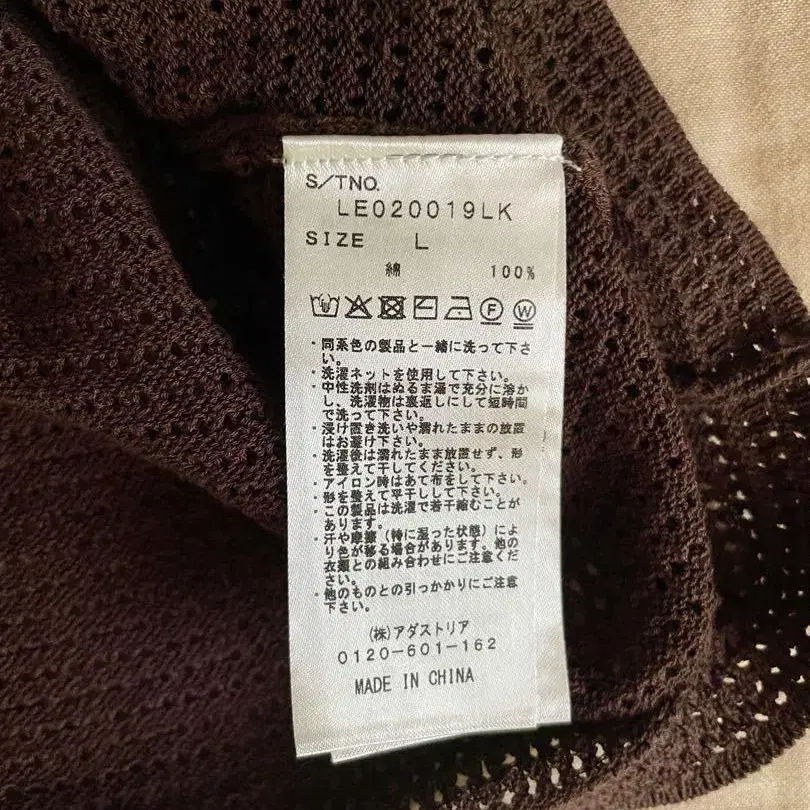 S/TNO.
LE020019LK
SIZE L
綿 100%
F W
・同系色の製品と一緒に洗って下さ
い。
・洗濯ネットを使用して下さい。
・中性洗剤はぬるま湯で充分に溶か
し、洗濯物は裏返しにして短時間
で洗って下さい。
・浸け置き洗いや濡れたままの放置
はお避け下さい。
・洗濯後は濡れたまま放置せず、形
を整えて干してください。
・アイロン時はあて布をして下さい。
・形を整えて平干しして下さい。
・この製品は洗濯で若干縮むことが
あります。
・汗や摩擦（特に湿った状態）によ
り色が移る場合があります。他の
衣類との組み合わせにご注意くだ
さい。
・他のものとの引っかかりにご注意
下さい。
(株)アダストリア
0120-601-162
MADE IN CHINA